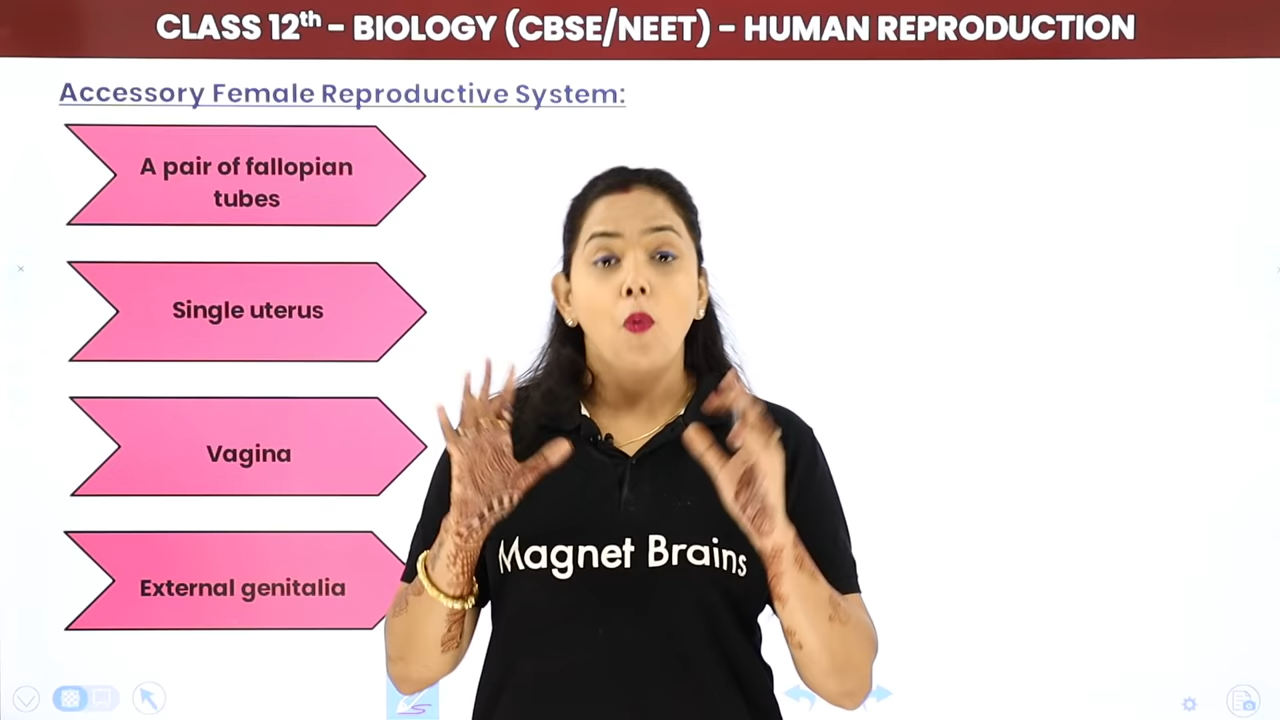 CLASS 12th - BIOLOGY (CBSE/NEET) - HUMAN REPRODUCTION
Accessory Female Reproductive System:
A pair of fallopian
tubes
Single uterus
Vagina
External genitalia
Magnet Brains